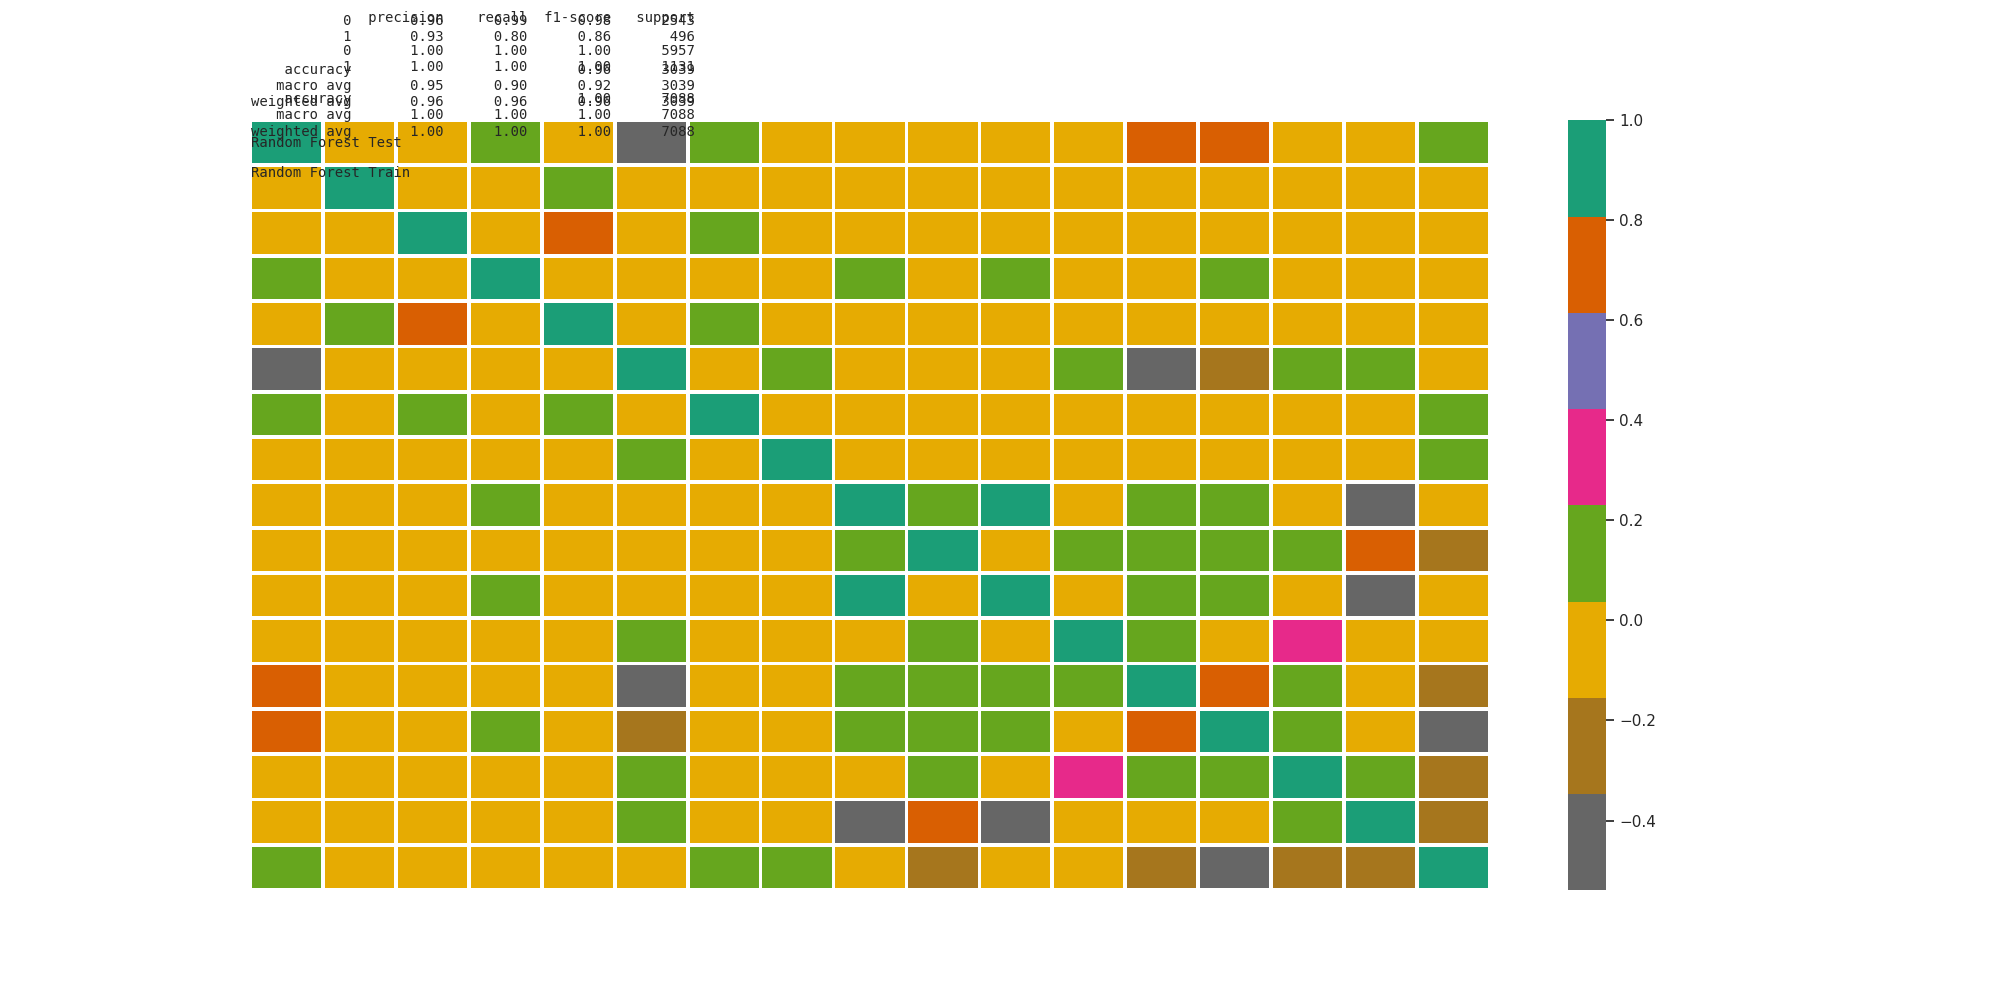 precision recall f1-score support
0 0.96 0.99 0.98 2543
1 0.93 0.80 0.86 496
0 1.00 1.00 1.00 5957
1 1.00 1.00 1.00 1131
accuracy 0.96 3039
macro avg 0.95 0.90 0.92 3039
accuracy 1.00 7088
weighted avg 0.96 0.96 0.96 3039
macro avg 1.00 1.00 1.00 7088
weighted avg 1.00 1.00 1.00 7088
Random Forest Test
Random Forest Train
1.0
0.8
0.6
0.4
0.2
0.0
−0.2
−0.4